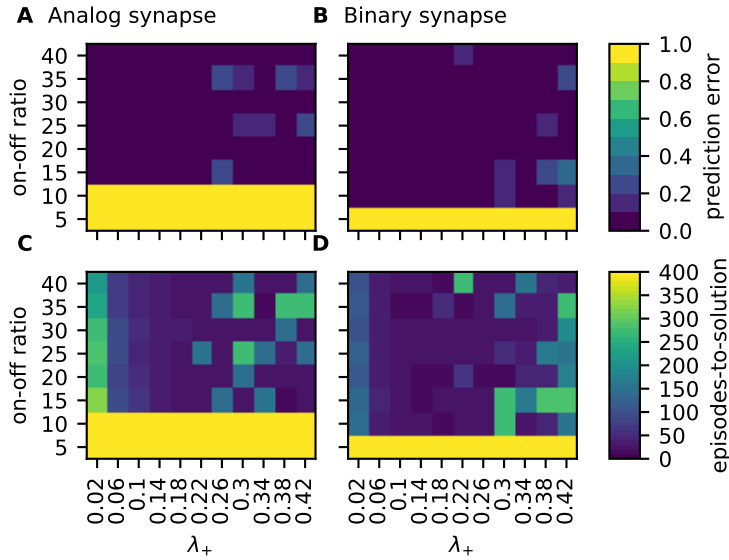 A Analog synapse
B Binary synapse
on-off ratio
40
35
30
25
20
15
10
5
1.0
0.8
0.6
0.4
0.2
0.0
prediction error
C
D
on-off ratio
40
35
30
25
20
15
10
5
400
350
300
250
200
150
100
50
0
episodes-to-solution
0.02 0.06 0.1 0.14 0.18 0.22 0.26 0.3 0.34 0.38 0.42
0.02 0.06 0.1 0.14 0.18 0.22 0.26 0.3 0.34 0.38 0.42
λ+
λ+